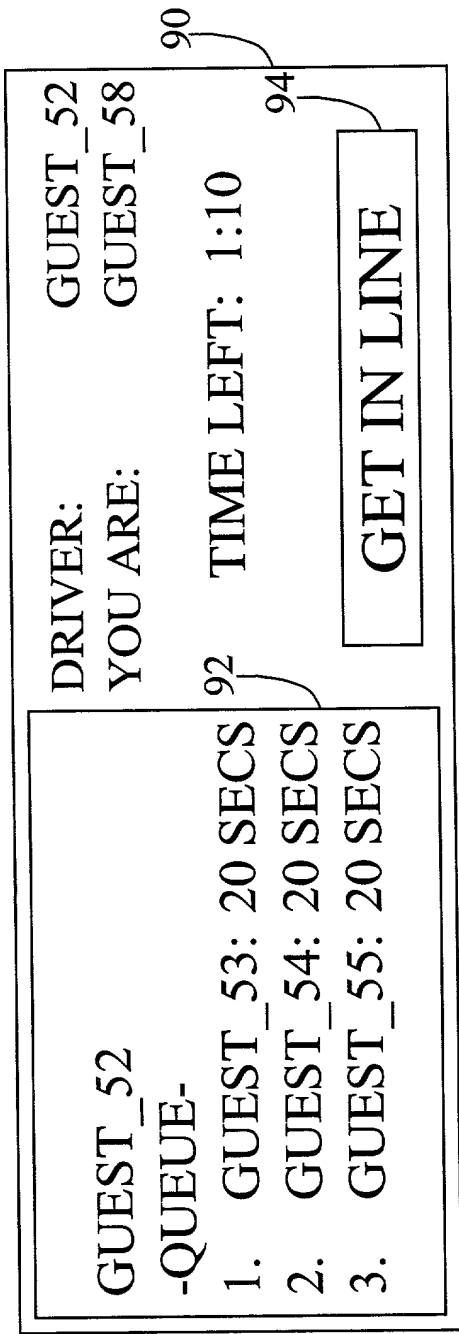 GUEST_52
-QUEUE-
1. GUEST_53: 20 SECS
2. GUEST_54: 20 SECS
3. GUEST_55: 20 SECS
92
DRIVER: GUEST_52
YOU ARE: GUEST_58
TIME LEFT: 1:10
GET IN LINE
90
94